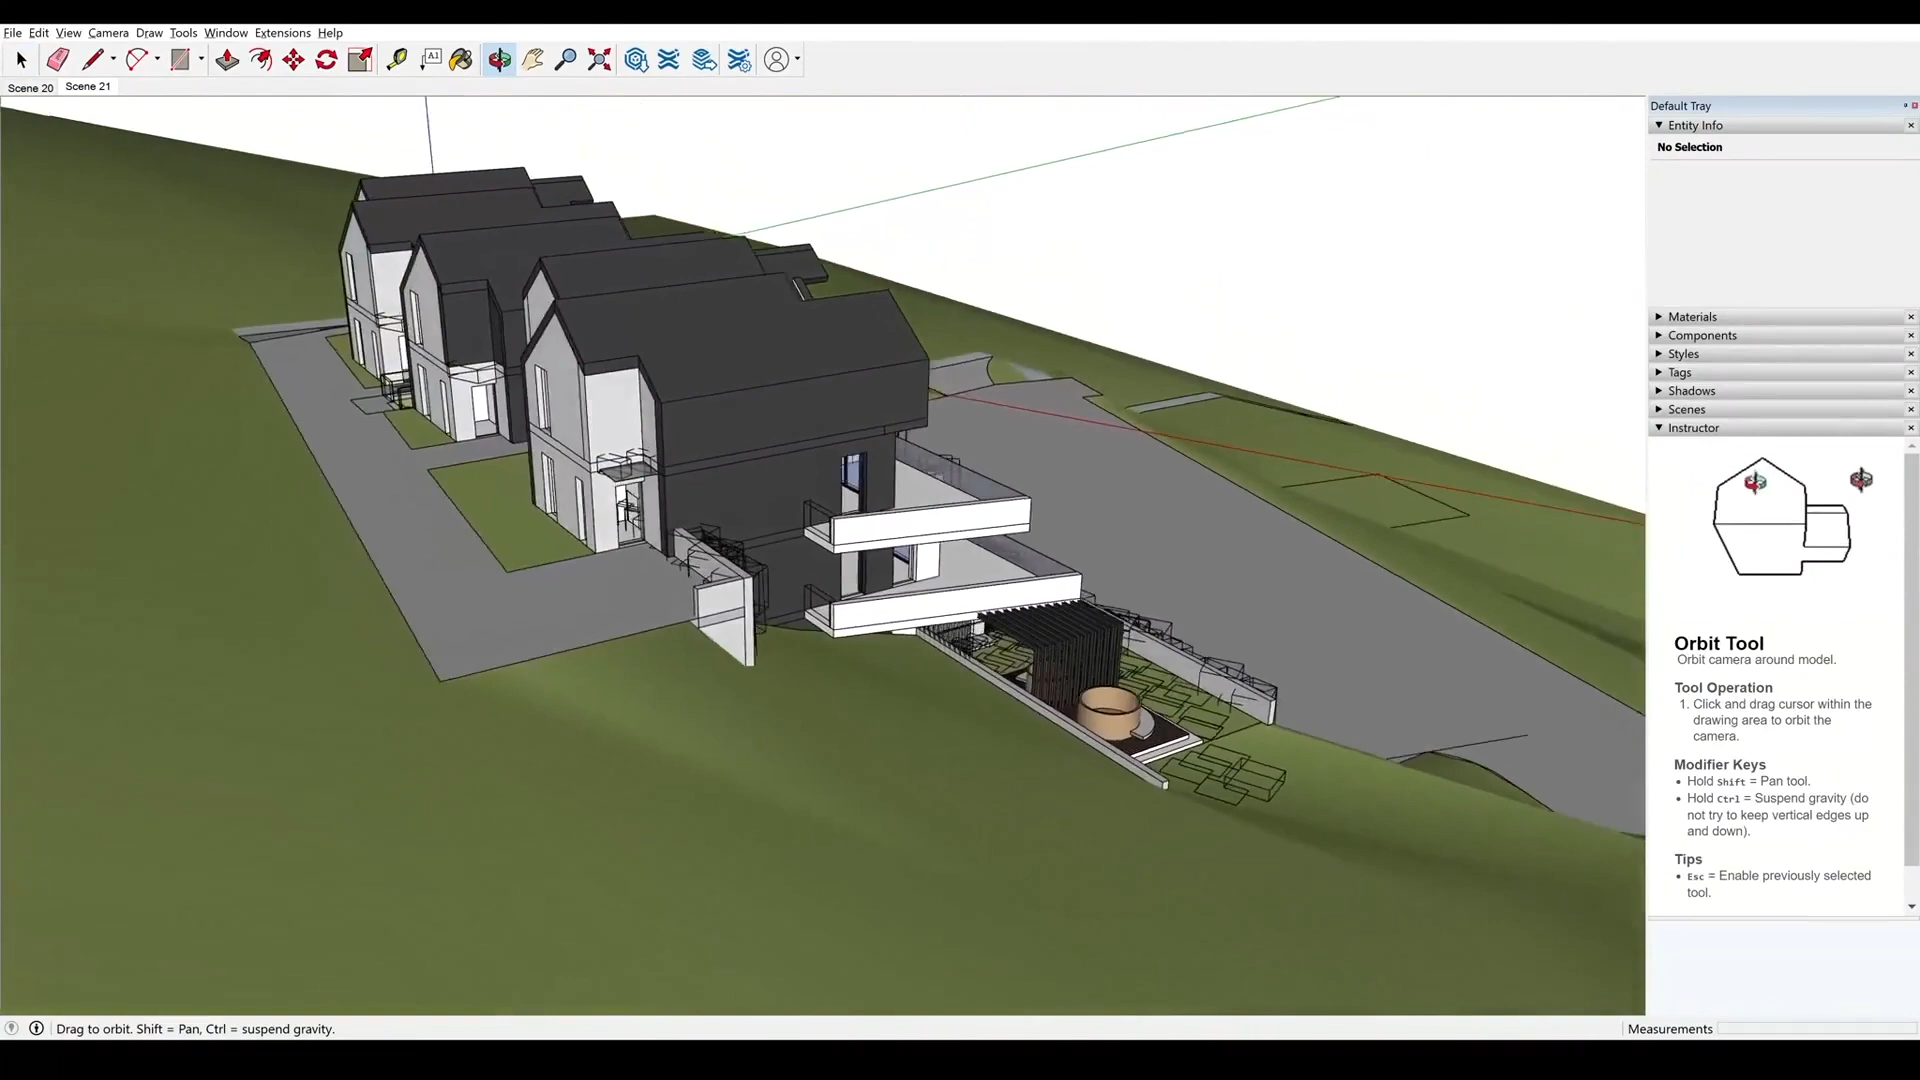 File Edit View Camera Draw Tools Window Extensions Help
A1
Scene 20 Scene 21
Default Tray
Entity Info
No Selection
Materials
Components
Styles
Tags
Shadows
Scenes
Instructor
Orbit Tool
Orbit camera around model.
Tool Operation
1. Click and drag cursor within the
drawing area to orbit the
camera.
Modifier Keys
• Hold Shift = Pan tool.
• Hold Ctrl = Suspend gravity (do
not try to keep vertical edges up
and down).
Tips
• Esc = Enable previously selected
tool.
Drag to orbit. Shift = Pan, Ctrl = suspend gravity.
Measurements